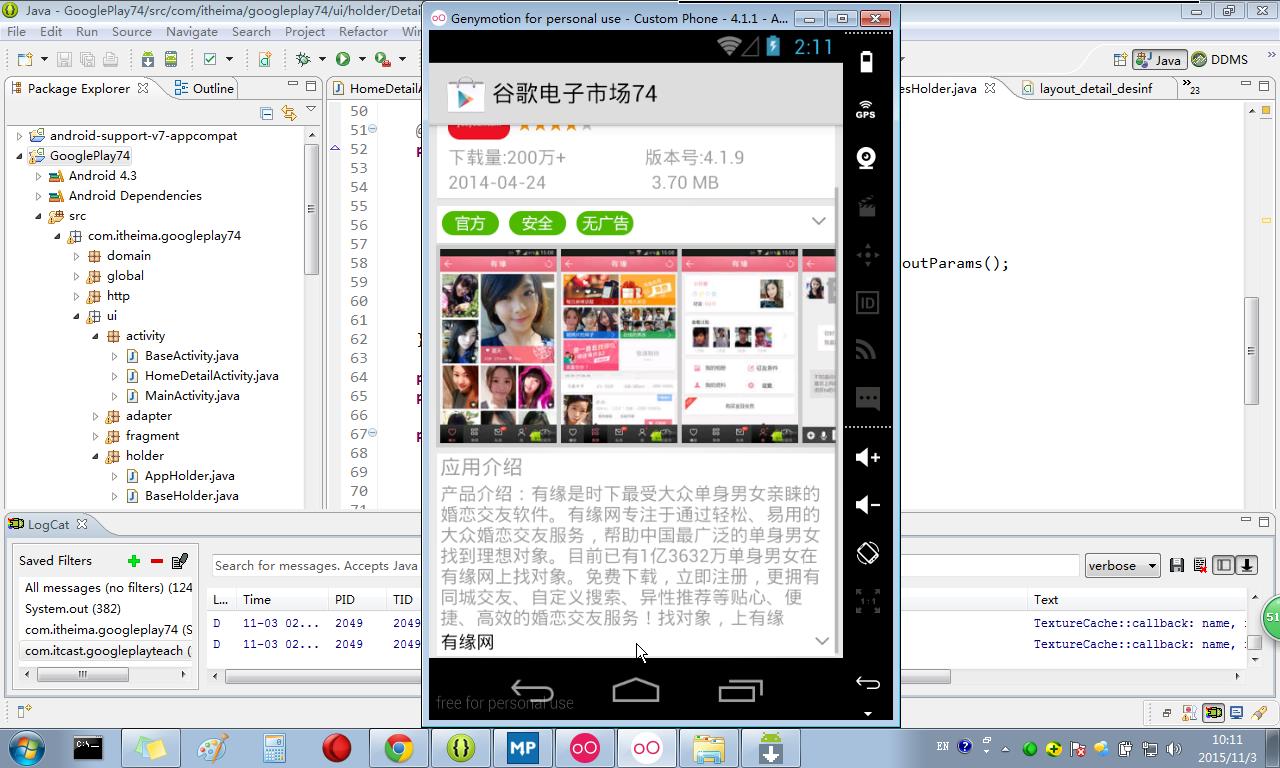 Java - GooglePlay74/src/com/itheima/googleplay74/ui/holder/Detai
Genymotion for personal use - Custom Phone - 4.1.1 - A...
File Edit Run Source Refactor Search Project Refactor
Java DDMS
Package Explorer Outline
android-support-v7-appcompat
GooglePlay74
Android 4.3
Android Dependencies
src
com.itheima.googleplay74
ui
BaseActivity.java
HomeDetailActivity.java
fragment
holder
AppHolder.java
BaseHolder.java
HomeDetailA
esHolder.java
layout_detail_desinf
23
50
51
52
53
54
55
56
57
58
59
60
61
62
63
64
65
66
67
68
69
70
outParams();
2:11
谷歌电子市场74
下载量:200万+
版本号:4.1.9
2014-04-24
3.70 MB
官方 安全 无广告
有缘 有缘 有缘
应用介绍
产品介绍：有缘是时下最受大众单身男女亲睐的
婚恋交友软件。有缘网专注于通过轻松、易用的
大众婚恋交友服务，帮助中国最广泛的单身男女
找到理想对象。目前已有1亿3632万单身男女在
有缘网上找对象。免费下载，立即注册，更拥有
同城交友、自定义搜索、异性推荐等贴心、便
捷、高效的婚恋交友服务！找对象，上有缘
有缘网
free for personal use
GPS
ID
1:1
LogCat
Saved Filters
All messages (no filters) (124
System.out (382)
com.itheima.googleplay74 (S
com.itcast.googleplayteach (
Search for messages. Accepts Java
verbose
L... Time PID TID
Text
D 11-03 02... 2049 2049
TextureCache::callback: name,
D 11-03 02... 2049 2049
TextureCache::callback: name,
51
MP
EN
10:11
2015/11/3